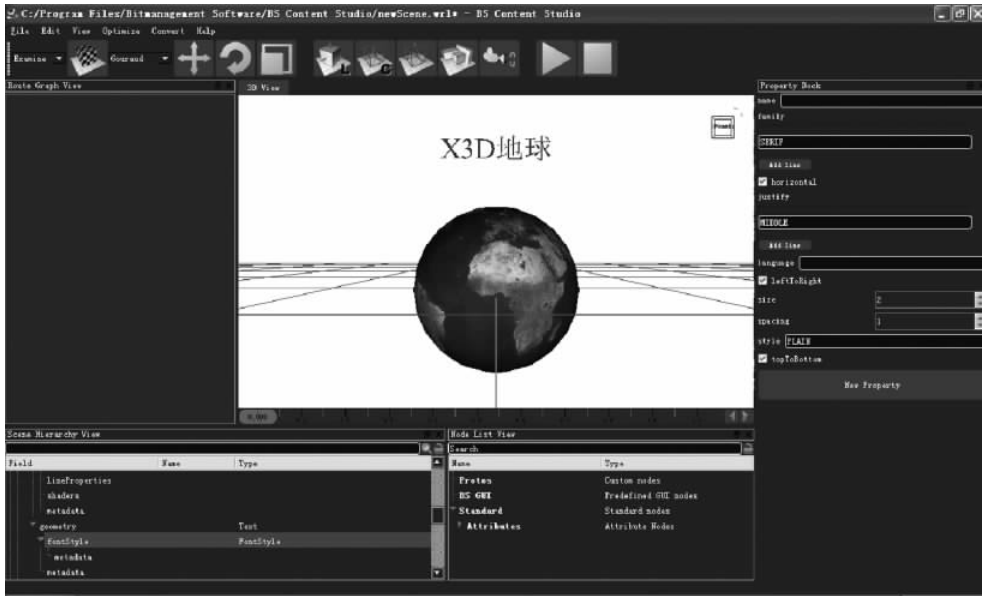 C:/Program Files/Bitmanagement Software/BS Content Studio/newScene.wrl* - BS Content Studio
File Edit View Optimize Convert Help
Examine Gouraud
Route Graph View
3D View
Property Dock
name
family
SERIF
Add Line
horizontal
justify
MIDDLE
Add Line
language
leftToRight
size 2
spacing 1
style PLAIN
topToBottom
New Property
X3D地球
Front
0.000
Scene Hierarchy View
Field Name Type
lineProperties
shaders
metadata
geometry Text
fontStyle FontStyle
metadata
metadata
Node List View
Search
Name Type
Protos Custom nodes
BS GUI Predefined GUI nodes
Standard Standard nodes
Attributes Attribute Nodes